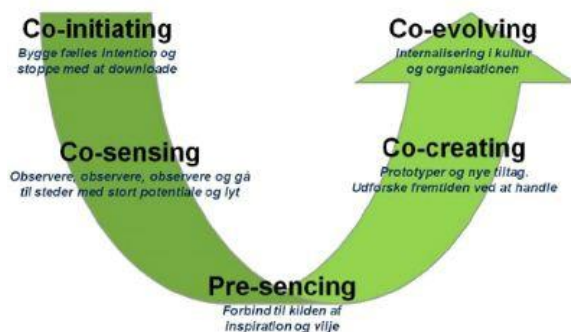 Co-initiating
Bygge fælles intention og
stoppe med at downloade
Co-sensing
Observere, observere, observere og gå
til steder med stort potentiale og lyt
Pre-sencing
Forbind til kilden af
inspiration og vilje
Co-creating
Prototyper og nye tiltag.
Udforske fremtiden ved at handle
Co-evolving
Internalisering i kultur
og organisationen